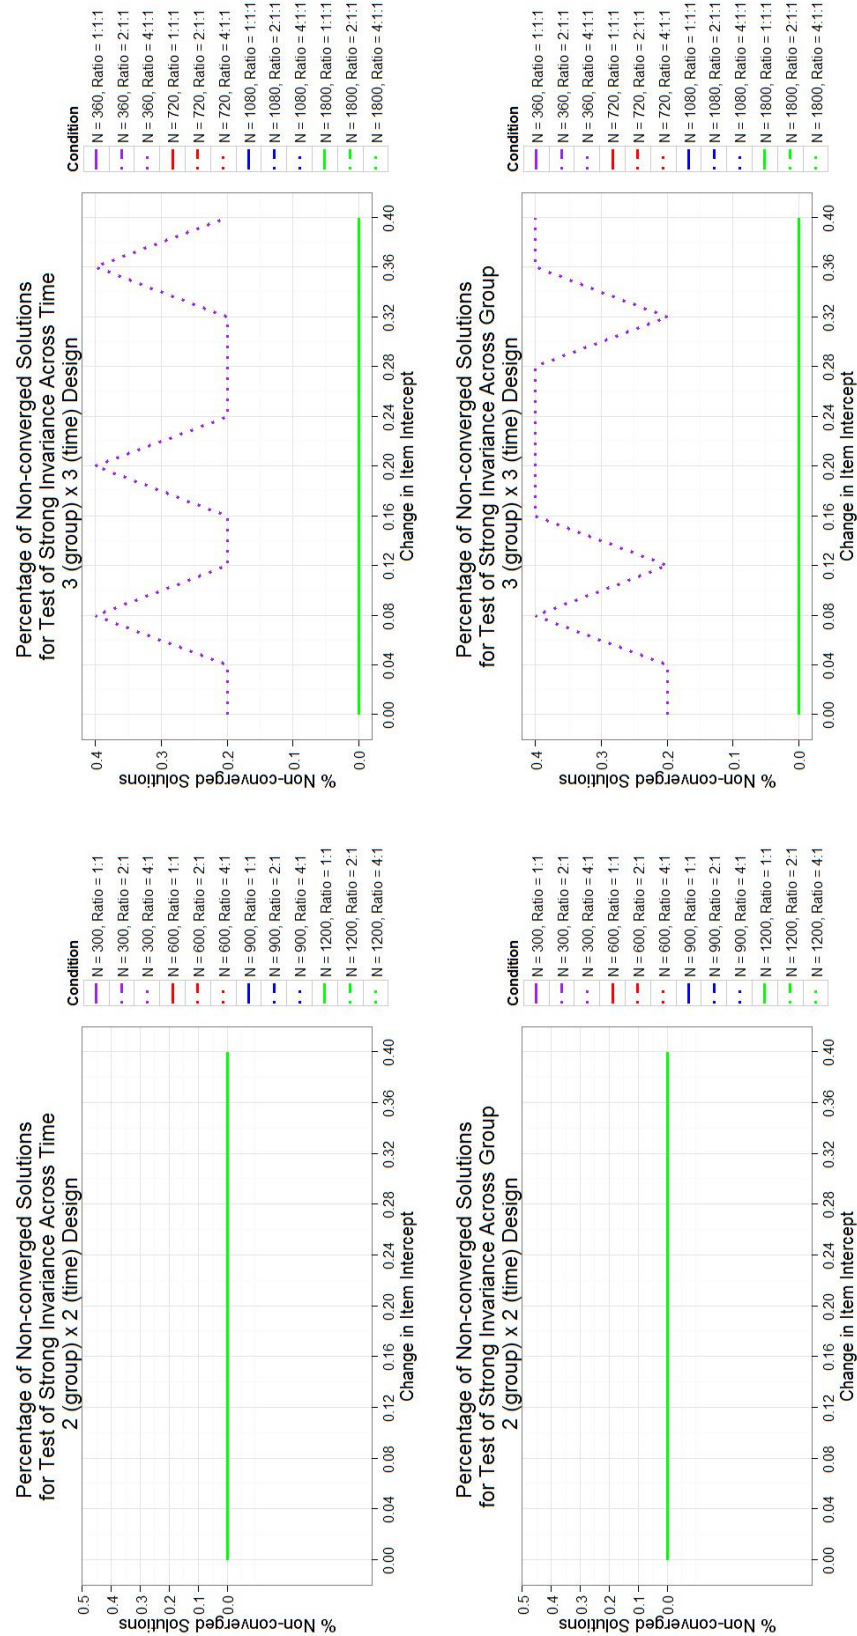 Percentage of Non-converged Solutions
for Test of Strong Invariance Across Time
2 (group) x 2 (time) Design
% Non-converged Solutions
0.5
0.4
0.3
0.2
0.1
0.0
0.00 0.04 0.08 0.12 0.16 0.20 0.24 0.28 0.32 0.36 0.40
Change in Item Intercept
Condition
N = 300, Ratio = 1:1
N = 300, Ratio = 2:1
N = 300, Ratio = 4:1
N = 600, Ratio = 1:1
N = 600, Ratio = 2:1
N = 600, Ratio = 4:1
N = 900, Ratio = 1:1
N = 900, Ratio = 2:1
N = 900, Ratio = 4:1
N = 1200, Ratio = 1:1
N = 1200, Ratio = 2:1
N = 1200, Ratio = 4:1
Percentage of Non-converged Solutions
for Test of Strong Invariance Across Time
3 (group) x 3 (time) Design
% Non-converged Solutions
0.4
0.3
0.2
0.1
0.0
0.00 0.04 0.08 0.12 0.16 0.20 0.24 0.28 0.32 0.36 0.40
Change in Item Intercept
Condition
N = 360, Ratio = 1:1:1
N = 360, Ratio = 2:1:1
N = 360, Ratio = 4:1:1
N = 720, Ratio = 1:1:1
N = 720, Ratio = 2:1:1
N = 720, Ratio = 4:1:1
N = 1080, Ratio = 1:1:1
N = 1080, Ratio = 2:1:1
N = 1080, Ratio = 4:1:1
N = 1800, Ratio = 1:1:1
N = 1800, Ratio = 2:1:1
N = 1800, Ratio = 4:1:1
Percentage of Non-converged Solutions
for Test of Strong Invariance Across Group
2 (group) x 2 (time) Design
% Non-converged Solutions
0.5
0.4
0.3
0.2
0.1
0.0
0.00 0.04 0.08 0.12 0.16 0.20 0.24 0.28 0.32 0.36 0.40
Change in Item Intercept
Condition
N = 300, Ratio = 1:1
N = 300, Ratio = 2:1
N = 300, Ratio = 4:1
N = 600, Ratio = 1:1
N = 600, Ratio = 2:1
N = 600, Ratio = 4:1
N = 900, Ratio = 1:1
N = 900, Ratio = 2:1
N = 900, Ratio = 4:1
N = 1200, Ratio = 1:1
N = 1200, Ratio = 2:1
N = 1200, Ratio = 4:1
Percentage of Non-converged Solutions
for Test of Strong Invariance Across Group
3 (group) x 3 (time) Design
% Non-converged Solutions
0.4
0.3
0.2
0.1
0.0
0.00 0.04 0.08 0.12 0.16 0.20 0.24 0.28 0.32 0.36 0.40
Change in Item Intercept
Condition
N = 360, Ratio = 1:1:1
N = 360, Ratio = 2:1:1
N = 360, Ratio = 4:1:1
N = 720, Ratio = 1:1:1
N = 720, Ratio = 2:1:1
N = 720, Ratio = 4:1:1
N = 1080, Ratio = 1:1:1
N = 1080, Ratio = 2:1:1
N = 1080, Ratio = 4:1:1
N = 1800, Ratio = 1:1:1
N = 1800, Ratio = 2:1:1
N = 1800, Ratio = 4:1:1